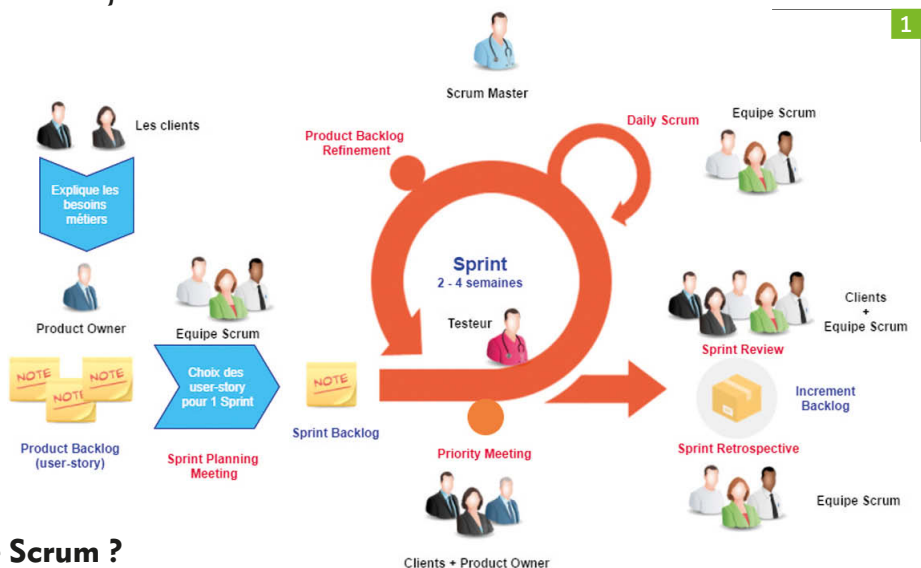 1
Scrum Master
Les clients
Product Backlog
Refinement
Daily Scrum
Equipe Scrum
Explique les
besoins
métiers
Sprint
2 - 4 semaines
Testeur
Product Owner
Equipe Scrum
Clients
+
Equipe Scrum
Sprint Review
NOTE
NOTE
NOTE
Choix des
user-story
pour 1 Sprint
NOTE
Increment
Backlog
Product Backlog
(user-story)
Sprint Planning
Meeting
Sprint Backlog
Priority Meeting
Sprint Retrospective
Equipe Scrum
Clients + Product Owner
Scrum ?